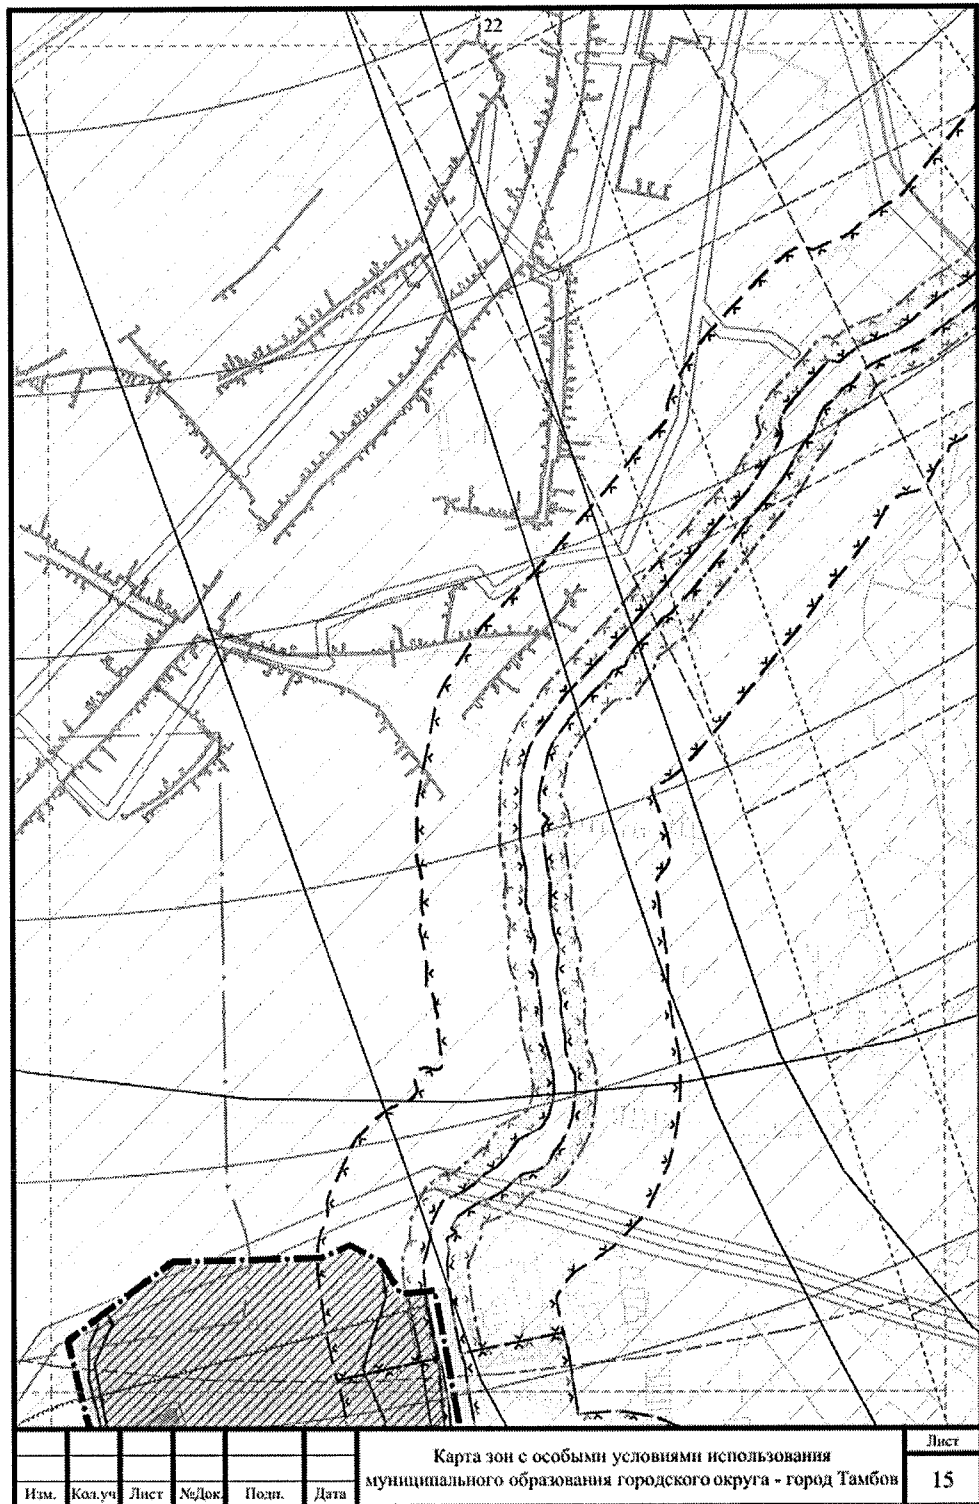 22
Изм. Кол.уч Лист №Док. Подп. Дата
Карта зон с особыми условиями использования
муниципального образования городского округа - город Тамбов
Лист
15